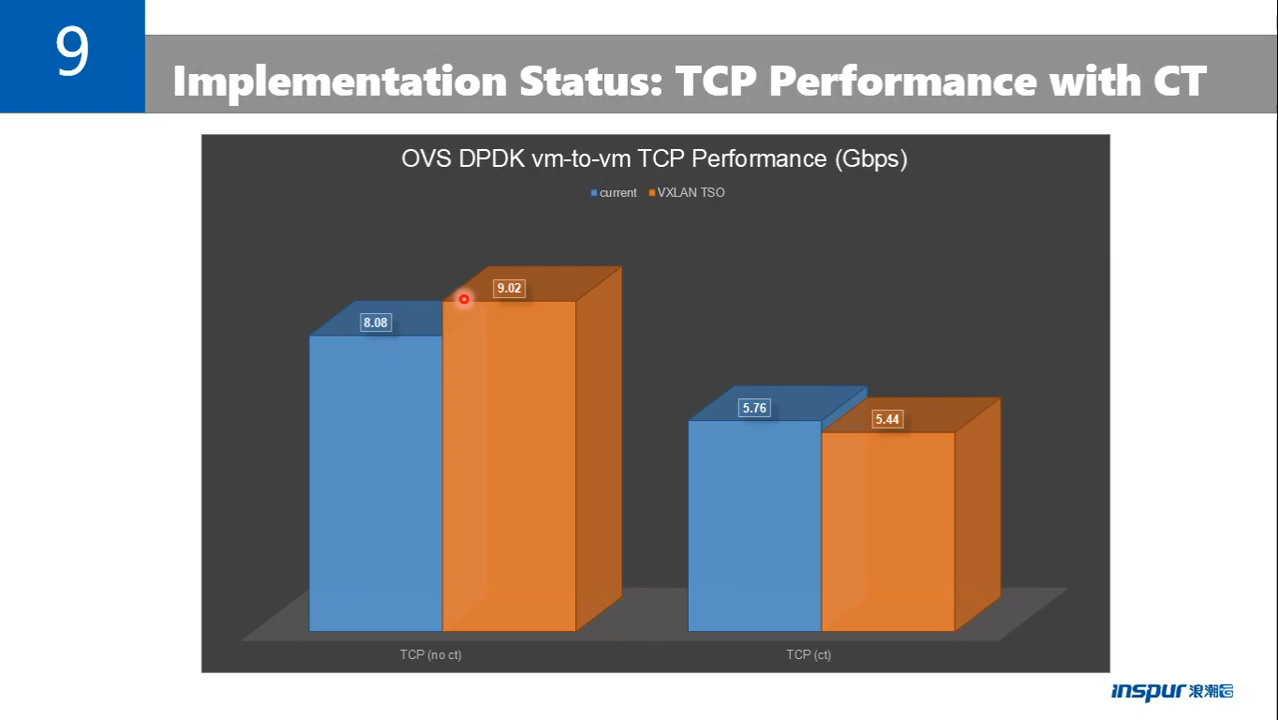 9
Implementation Status: TCP Performance with CT
OVS DPDK vm-to-vm TCP Performance (Gbps)
current VXLAN TSO
9.02
8.08
5.76
5.44
TCP (no ct) TCP (ct)
inspur 浪潮